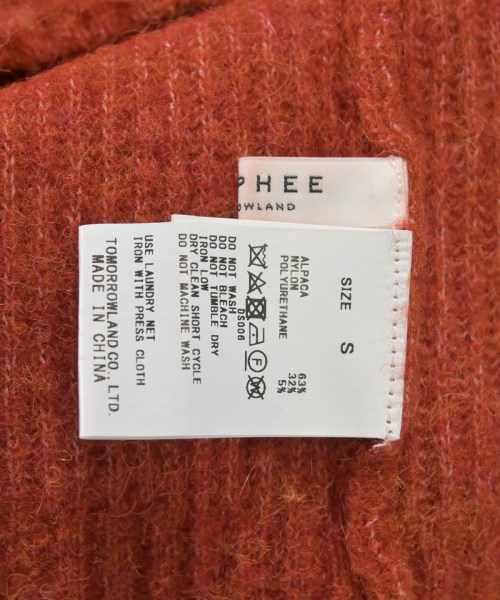 PHEE
OWLAND
SIZE S
ALPACA 63%
NYLON 32%
POLYURETHANE 5%
F
DS006
DO NOT WASH
DO NOT BLEACH
DO NOT TUMBLE DRY
IRON LOW
DRY CLEAN SHORT CYCLE
DO NOT MACHINE WASH
USE LAUNDRY NET
IRON WITH PRESS CLOTH
TOMORROWLAND CO., LTD.
MADE IN CHINA